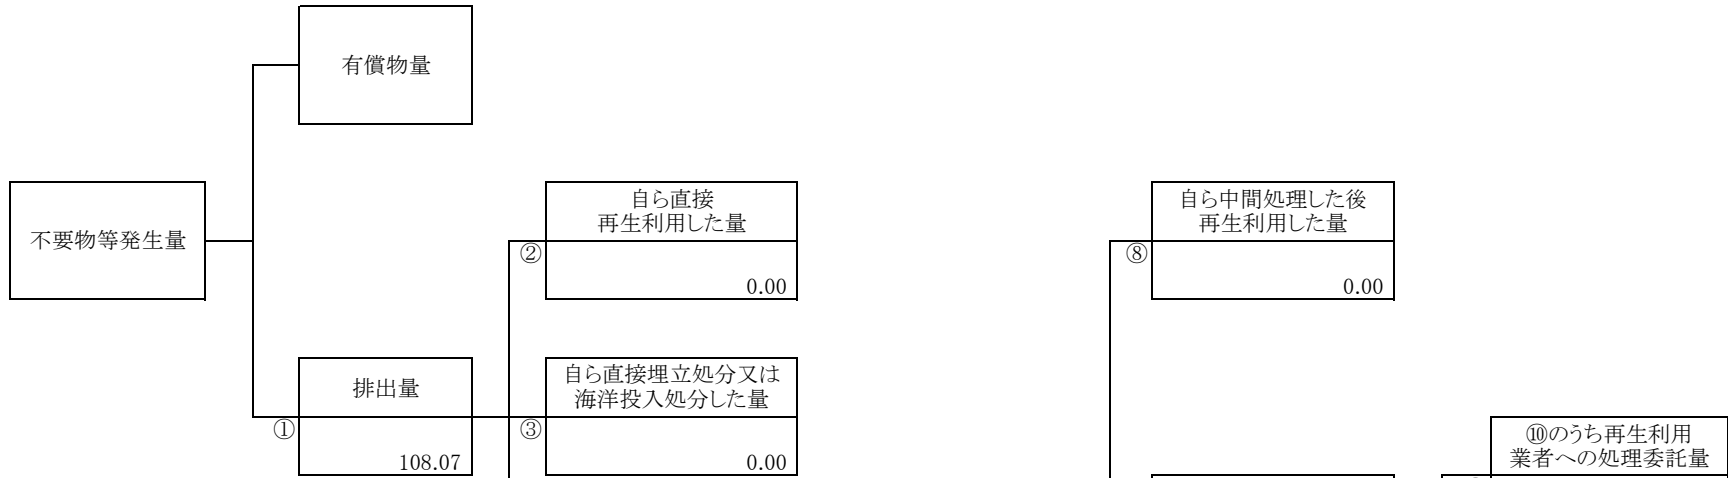 有償物量
不要物等発生量
自ら直接
再生利用した量
②
0.00
自ら中間処理した後
再生利用した量
⑧
0.00
排出量
①
108.07
自ら直接埋立処分又は
海洋投入処分した量
③
0.00
⑩のうち再生利用
業者への処理委託量